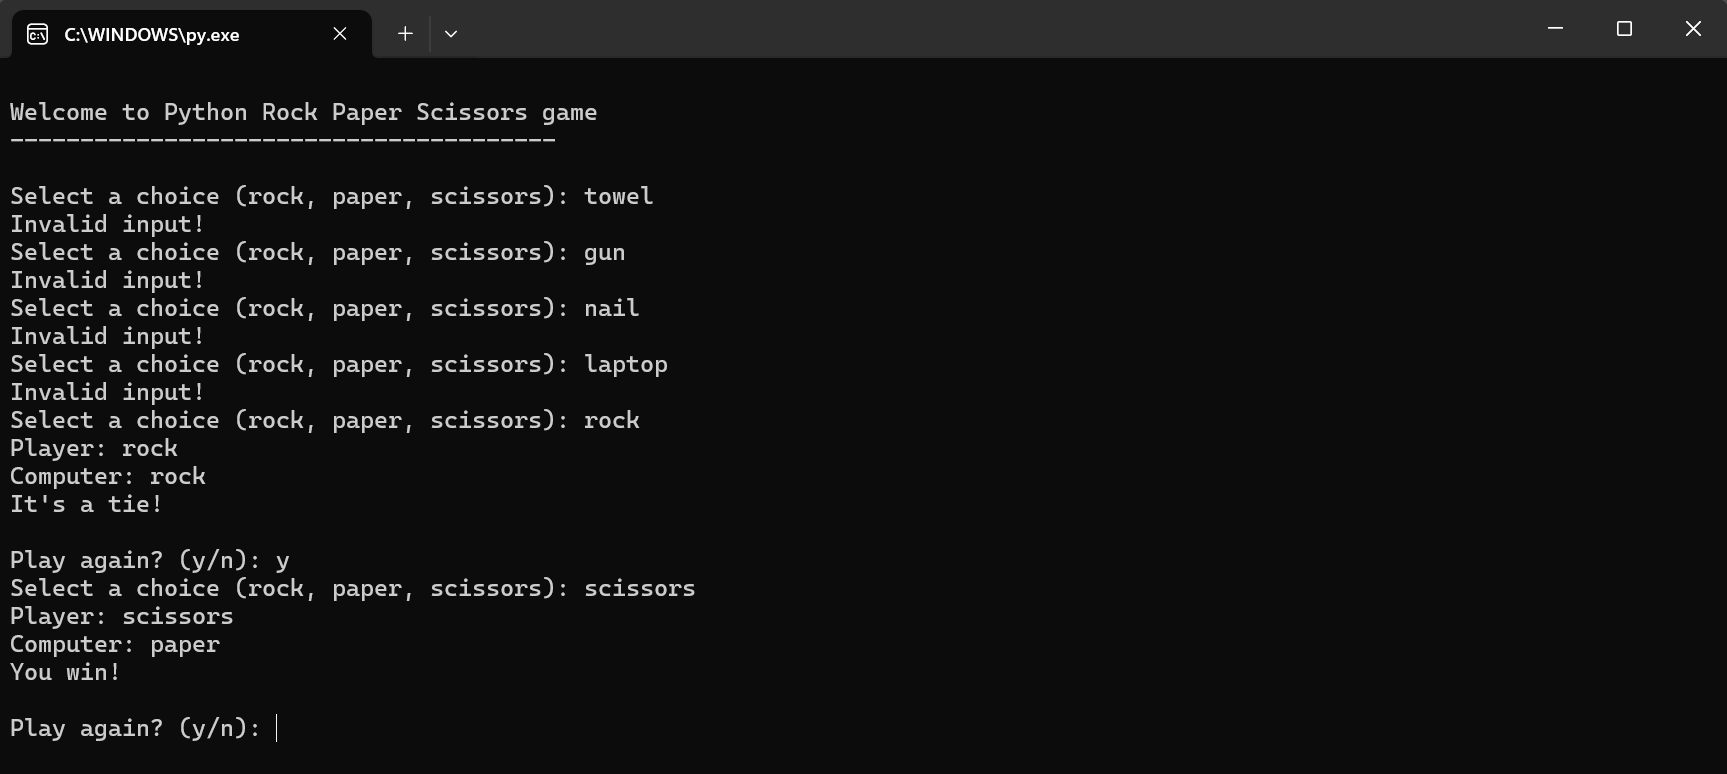 C:\WINDOWS\py.exe
Welcome to Python Rock Paper Scissors game
---------------------------------------
Select a choice (rock, paper, scissors): towel
Invalid input!
Select a choice (rock, paper, scissors): gun
Invalid input!
Select a choice (rock, paper, scissors): nail
Invalid input!
Select a choice (rock, paper, scissors): laptop
Invalid input!
Select a choice (rock, paper, scissors): rock
Player: rock
Computer: rock
It's a tie!
Play again? (y/n): y
Select a choice (rock, paper, scissors): scissors
Player: scissors
Computer: paper
You win!
Play again? (y/n):